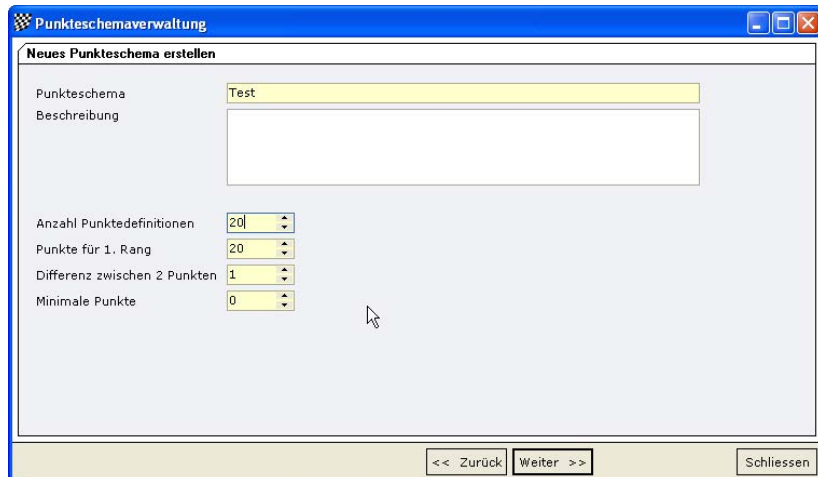 Punkteschemaverwaltung
Neues Punkteschema erstellen
Punkteschema Test
Beschreibung
Anzahl Punktedefinitionen 20
Punkte für 1. Rang 20
Differenz zwischen 2 Punkten 1
Minimale Punkte 0
<< Zurück Weiter >> Schliessen